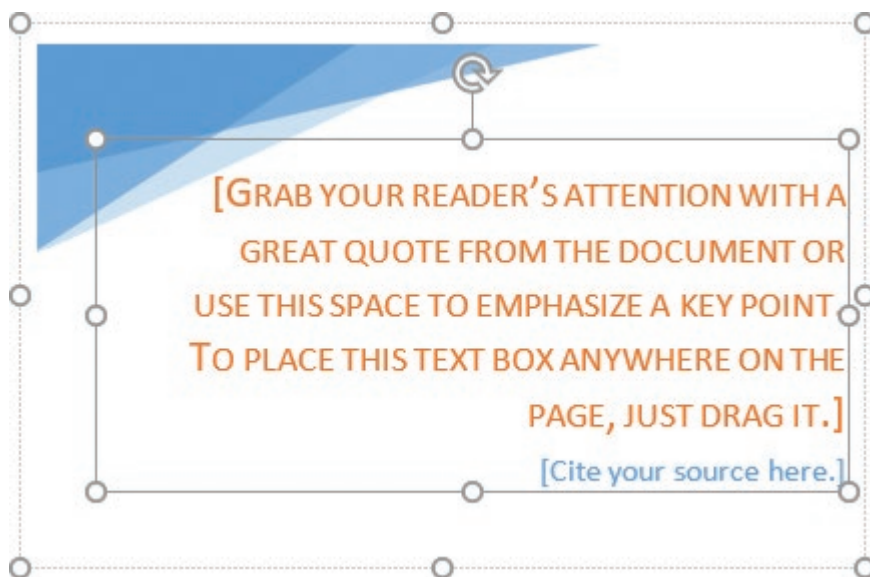 [GRAB YOUR READER’S ATTENTION WITH A
GREAT QUOTE FROM THE DOCUMENT OR
USE THIS SPACE TO EMPHASIZE A KEY POINT.
TO PLACE THIS TEXT BOX ANYWHERE ON THE
PAGE, JUST DRAG IT.]
[Cite your source here.]